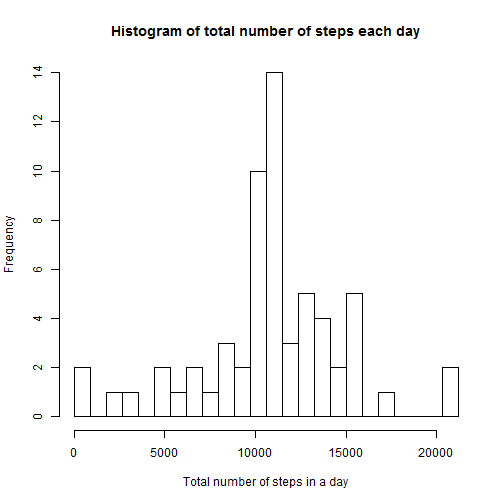 Histogram of total number of steps each day
Frequency
14
12
10
8
6
4
2
0
0 5000 10000 15000 20000
Total number of steps in a day